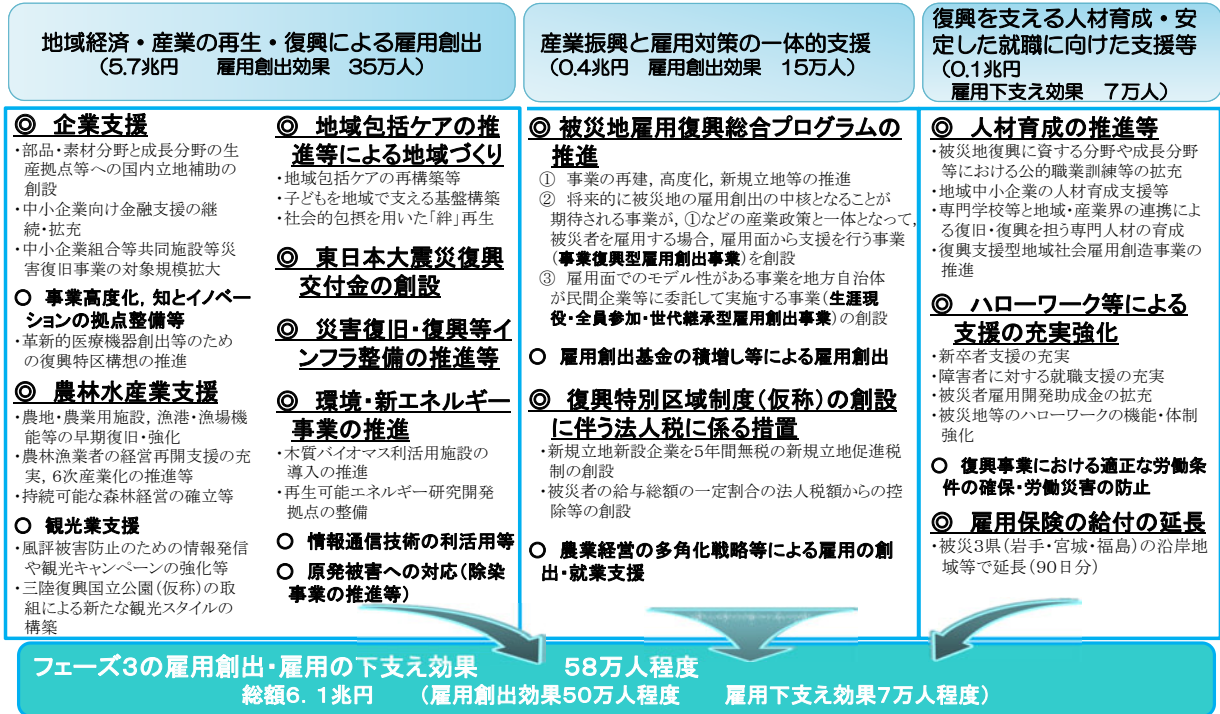 地域経済・産業の再生・復興による雇用創出
（5.7兆円　　雇用創出効果　35万人）
◎　企業支援
・部品・素材分野と成長分野の生
産拠点等への国内立地補助の
創設
・中小企業向け金融支援の継
続・拡充
・中小企業組合等共同施設等災
害復旧事業の対象規模拡大
○　事業高度化，知とイノベー
ションの拠点整備等
・革新的医療機器創出等のため
の復興特区構想の推進
◎　農林水産業支援
・農地・農業用施設，漁港・漁場機
能等の早期復旧・強化
・農林漁業者の経営再開支援の充
実，6次産業化の推進等
・持続可能な森林経営の確立等
○　観光業支援
・風評被害防止のための情報発信
や観光キャンペーンの強化等
・三陸復興国立公園（仮称）の取
組による新たな観光スタイルの
構築
◎　地域包括ケアの推
進等による地域づくり
・地域包括ケアの再構築等
・子どもを地域で支える基盤構築
・社会的包摂を用いた「絆」再生
◎　東日本大震災復興
交付金の創設
◎　災害復旧・復興等イ
ンフラ整備の推進等
◎　環境・新エネルギー
事業の推進
・木質バイオマス利活用施設の
導入の推進
・再生可能エネルギー研究開発
拠点の整備
○　情報通信技術の利活用等
○　原発被害への対応（除染
事業の推進等）
産業振興と雇用対策の一体的支援
（0.4兆円　雇用創出効果　15万人）
◎ 被災地雇用復興総合プログラムの
推進
①　事業の再建，高度化，新規立地等の推進
②　将来的に被災地の雇用創出の中核となることが
期待される事業が，①などの産業政策と一体となって，
被災者を雇用する場合，雇用面から支援を行う事業
（事業復興型雇用創出事業）を創設
③　雇用面でのモデル性がある事業を地方自治体
が民間企業等に委託して実施する事業（生涯現
役・全員参加・世代継承型雇用創出事業）の創設
○　雇用創出基金の積増し等による雇用創出
◎　復興特別区域制度（仮称）の創設
に伴う法人税に係る措置
・新規立地新設企業を5年間無税の新規立地促進税
制の創設
・被災者の給与総額の一定割合の法人税額からの控
除等の創設
○　農業経営の多角化戦略等による雇用の創
出・就業支援
復興を支える人材育成・安
定した就職に向けた支援等
（0.1兆円
雇用下支え効果　7万人）
◎　人材育成の推進等
・被災地復興に資する分野や成長分野
等における公的職業訓練等の拡充
・地域中小企業の人材育成支援等
・専門学校等と地域・産業界の連携によ
る復旧・復興を担う専門人材の育成
・復興支援型地域社会雇用創造事業の
推進
◎　ハローワーク等による
支援の充実強化
・新卒者支援の充実
・障害者に対する就職支援の充実
・被災者雇用開発助成金の拡充
・被災地等のハローワークの機能・体制
強化
○　復興事業における適正な労働条
件の確保・労働災害の防止
◎　雇用保険の給付の延長
・被災3県（岩手・宮城・福島）の沿岸地
域等で延長（90日分）
フェーズ3の雇用創出・雇用の下支え効果　　　58万人程度
総額6．1兆円　　（雇用創出効果50万人程度　　雇用下支え効果7万人程度）